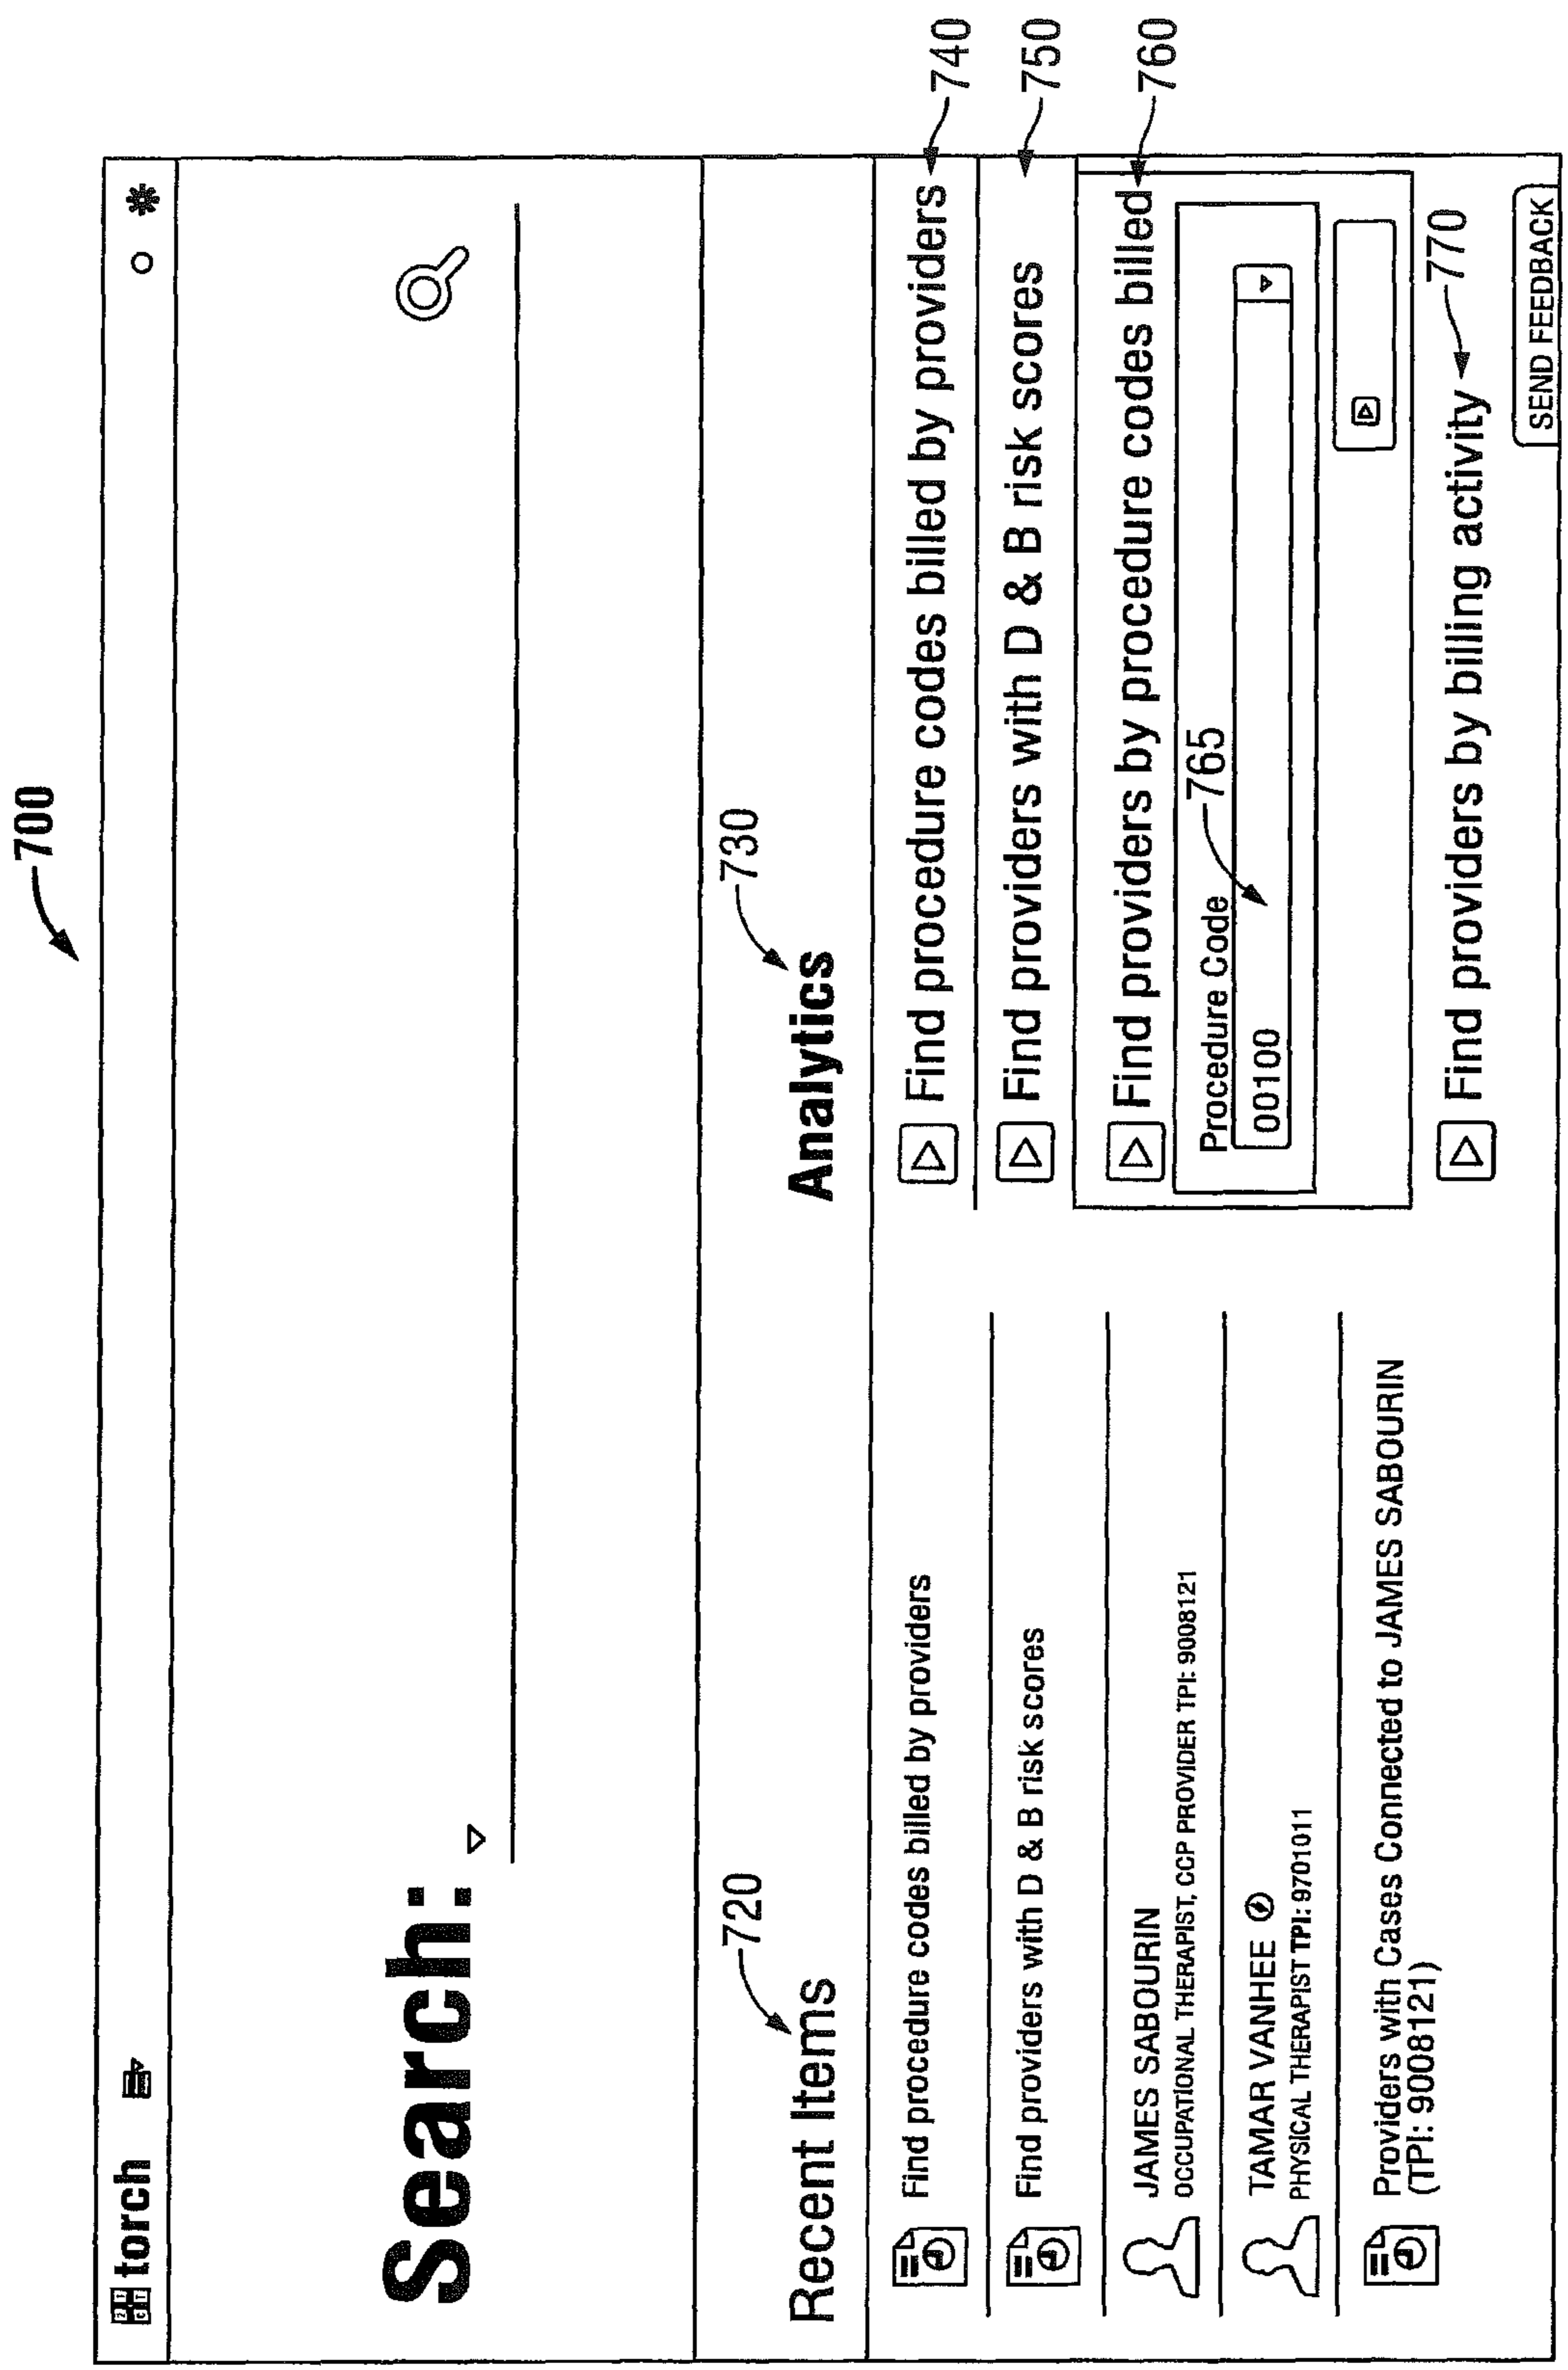 700
torch
Search:
720
Recent Items
Find procedure codes billed by providers
Find providers with D & B risk scores
JAMES SABOURIN
OCCUPATIONAL THERAPIST, CCP PROVIDER TPI: 9008121
TAMAR VANHEE
PHYSICAL THERAPIST TPI: 9701011
Providers with Cases Connected to JAMES SABOURIN
(TPI: 9008121)
730
Analytics
Find procedure codes billed by providers
740
Find providers with D & B risk scores
750
Find providers by procedure codes billed
760
Procedure Code
765
00100
Find providers by billing activity
770
SEND FEEDBACK